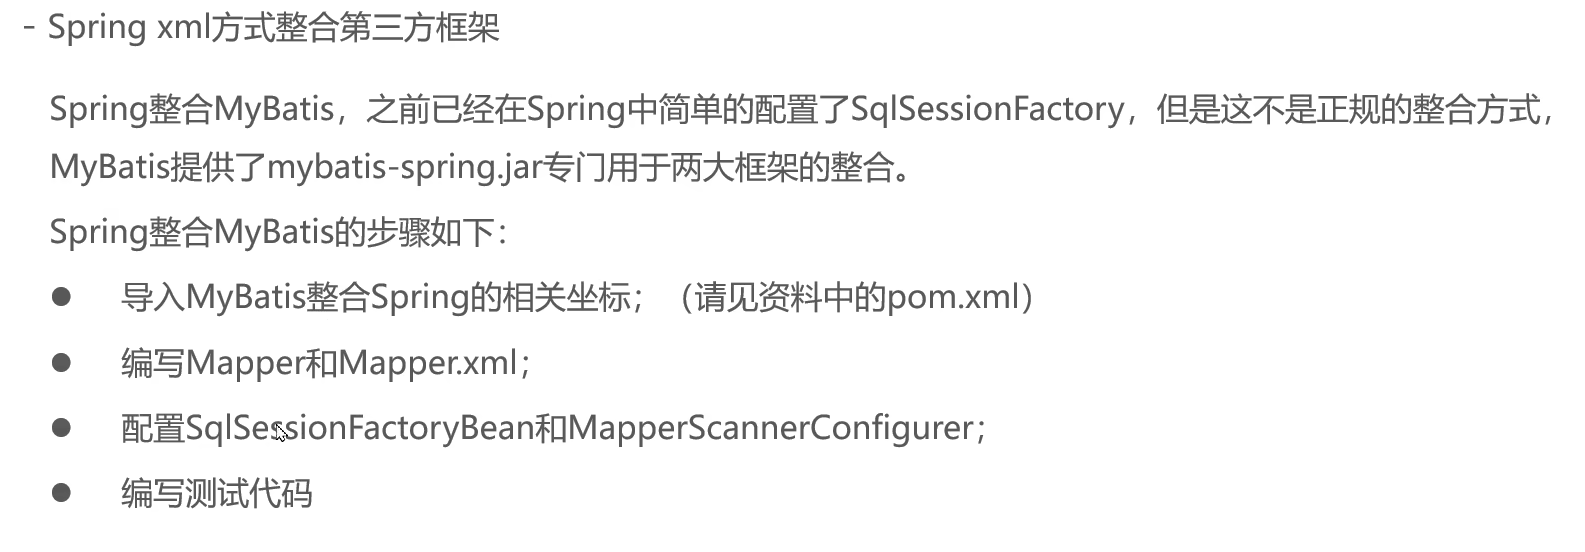 - Spring xml方式整合第三方框架
Spring整合MyBatis，之前已经在Spring中简单的配置了SqlSessionFactory，但是这不是正规的整合方式，
MyBatis提供了mybatis-spring.jar专门用于两大框架的整合。
Spring整合MyBatis的步骤如下：
● 导入MyBatis整合Spring的相关坐标；（请见资料中的pom.xml）
● 编写Mapper和Mapper.xml；
● 配置SqlSessionFactoryBean和MapperScannerConfigurer；
● 编写测试代码